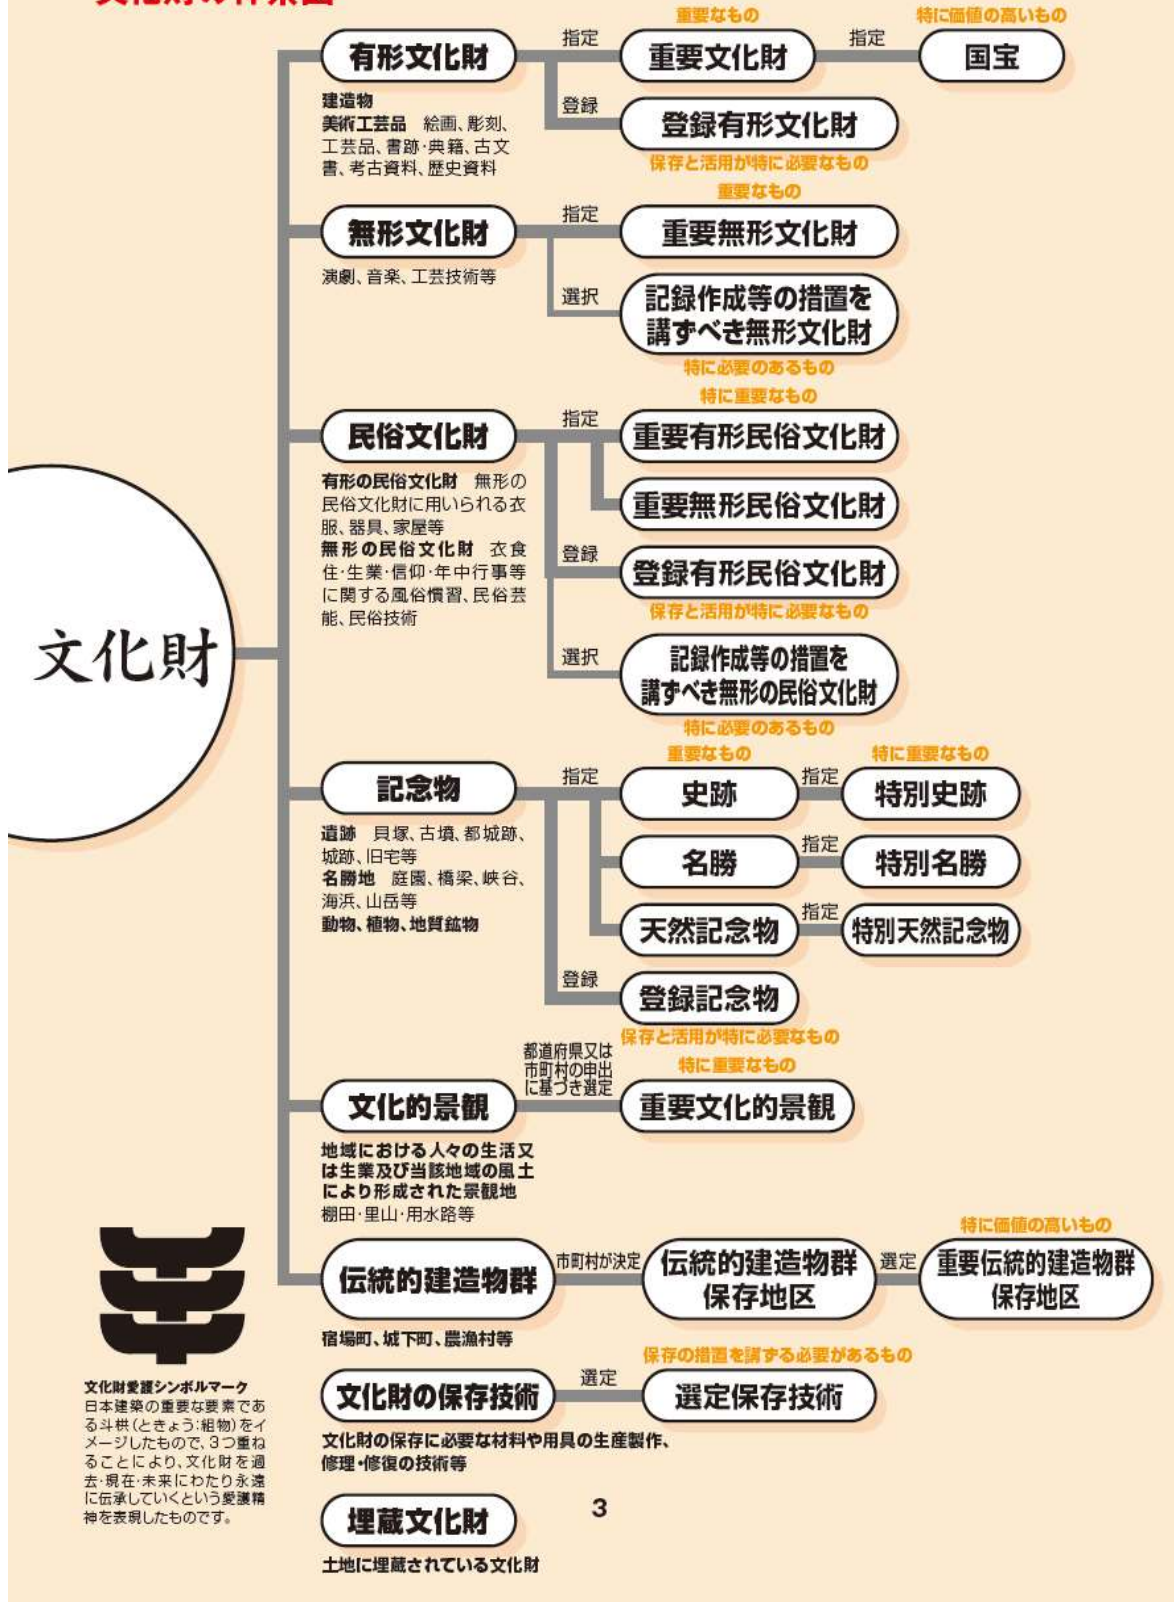 文化財の体系図
文化財
有形文化財
建造物
美術工芸品　絵画、彫刻、
工芸品、書跡・典籍、古文
書、考古資料、歴史資料
指定
重要なもの
重要文化財
指定
特に価値の高いもの
国宝
登録
登録有形文化財
保存と活用が特に必要なもの
無形文化財
演劇、音楽、工芸技術等
指定
重要なもの
重要無形文化財
選択
記録作成等の措置を
講ずべき無形文化財
特に必要のあるもの
民俗文化財
有形の民俗文化財　無形の
民俗文化財に用いられる衣
服、器具、家屋等
無形の民俗文化財　衣食
住・生業・信仰・年中行事等
に関する風俗慣習、民俗芸
能、民俗技術
指定
特に重要なもの
重要有形民俗文化財
重要無形民俗文化財
登録
登録有形民俗文化財
保存と活用が特に必要なもの
選択
記録作成等の措置を
講ずべき無形の民俗文化財
特に必要のあるもの
記念物
遺跡　貝塚、古墳、都城跡、
城跡、旧宅等
名勝地　庭園、橋梁、峡谷、
海浜、山岳等
動物、植物、地質鉱物
指定
重要なもの
史跡
指定
特に重要なもの
特別史跡
名勝
指定
特別名勝
天然記念物
指定
特別天然記念物
登録
登録記念物
保存と活用が特に必要なもの
文化的景観
地域における人々の生活又
は生業及び当該地域の風土
により形成された景観地
棚田・里山・用水路等
都道府県又は
市町村の申出
に基づき選定
特に重要なもの
重要文化的景観
伝統的建造物群
宿場町、城下町、農漁村等
市町村が決定
伝統的建造物群
保存地区
選定
特に価値の高いもの
重要伝統的建造物群
保存地区
文化財の保存技術
文化財の保存に必要な材料や用具の生産製作、
修理・修復の技術等
選定
保存の措置を講ずる必要があるもの
選定保存技術
埋蔵文化財
土地に埋蔵されている文化財
文化財愛護シンボルマーク
日本建築の重要な要素であ
る斗栱（ときょう：組物）をイ
メージしたもので、3つ重ね
ることにより、文化財を過
去・現在・未来にわたり永遠
に伝承していくという愛護精
神を表現したものです。
3